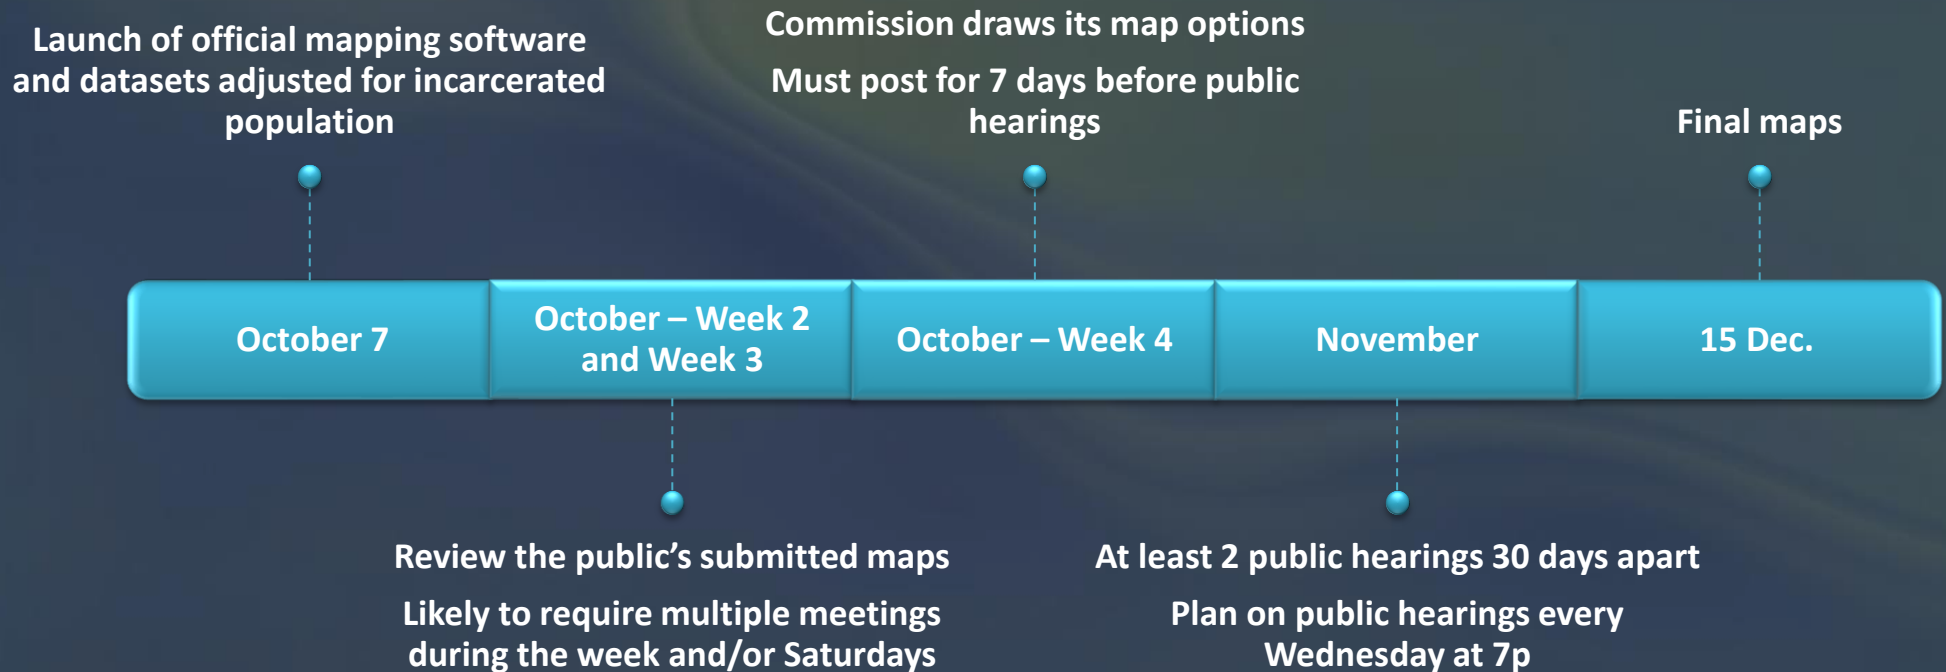 Launch of official mapping software
and datasets adjusted for incarcerated
population
Commission draws its map options
Must post for 7 days before public
hearings
Final maps
October 7
October – Week 2
and Week 3
October – Week 4
November
15 Dec.
Review the public’s submitted maps
Likely to require multiple meetings
during the week and/or Saturdays
At least 2 public hearings 30 days apart
Plan on public hearings every
Wednesday at 7p